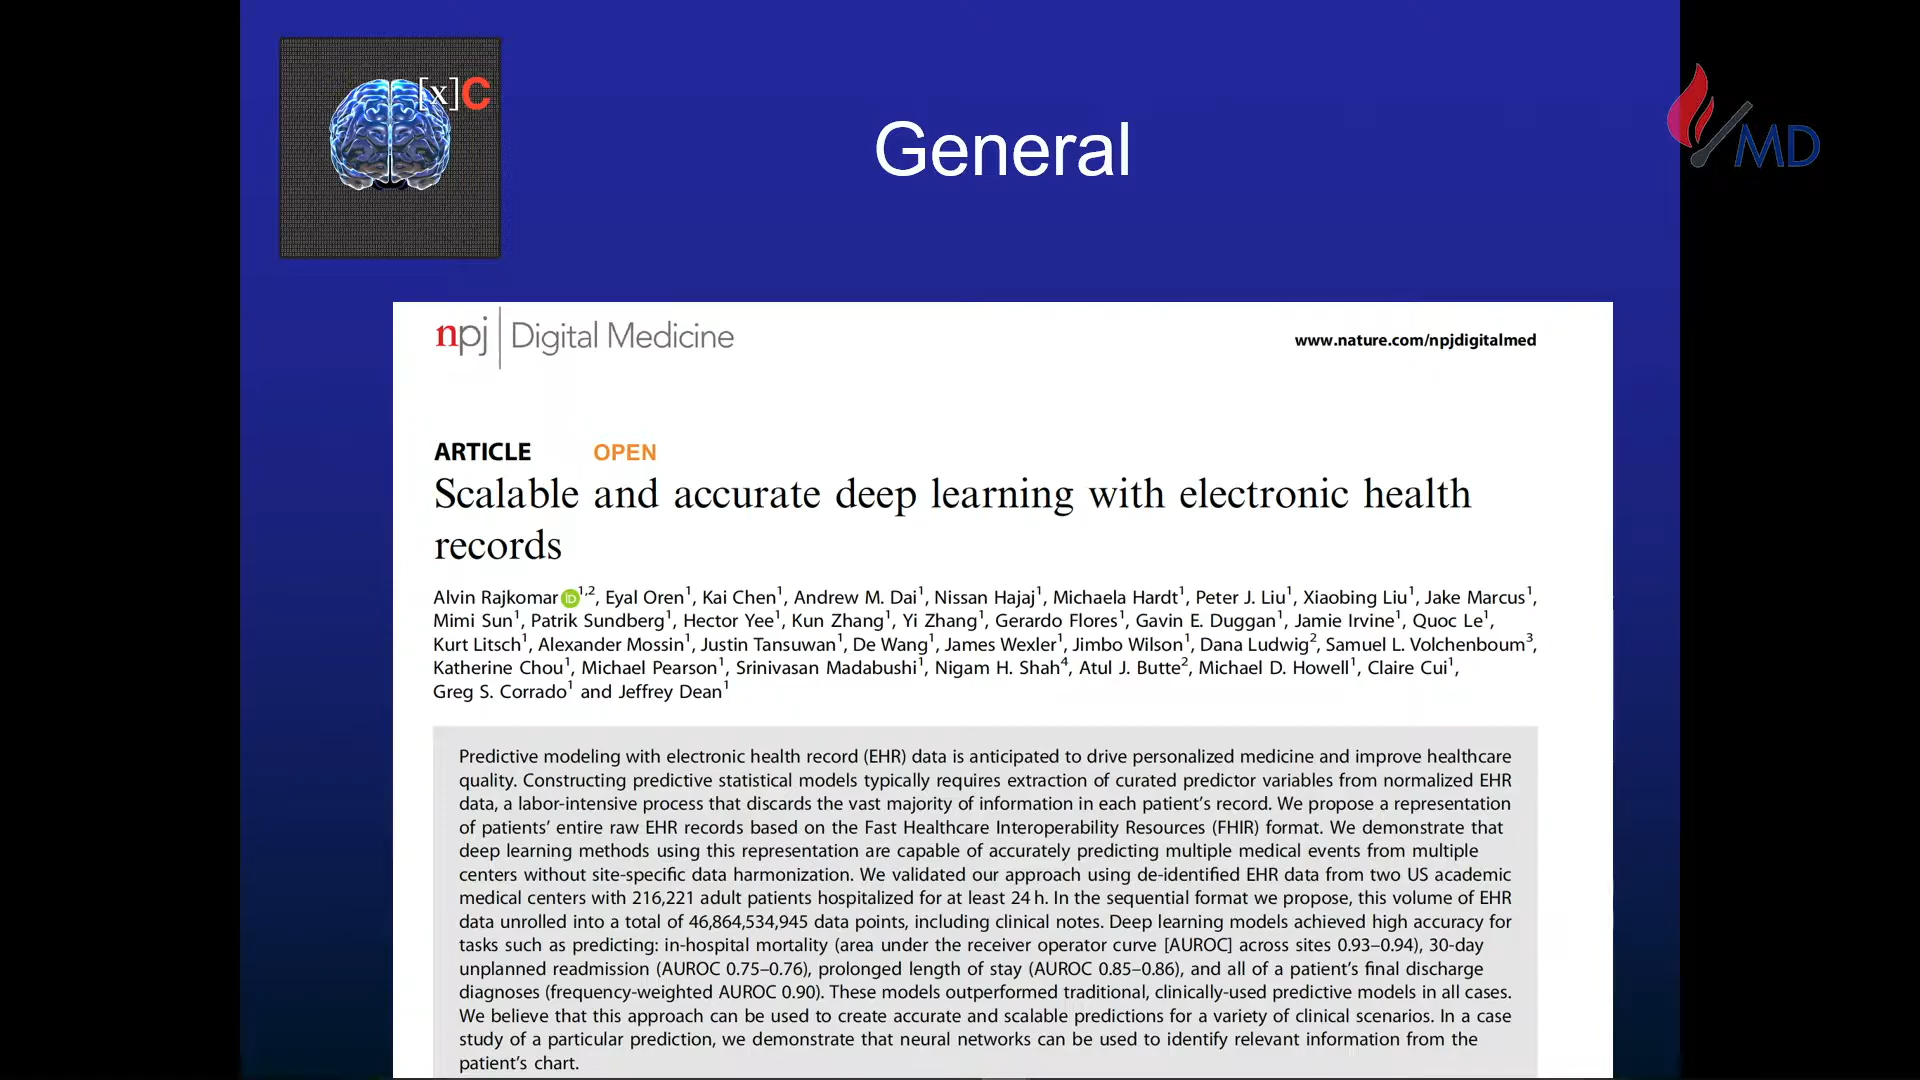 [x]C
General
MD
npj | Digital Medicine
www.nature.com/npjdigitalmed
ARTICLE OPEN
Scalable and accurate deep learning with electronic health
records
Alvin Rajkomar iD 1,2, Eyal Oren1, Kai Chen1, Andrew M. Dai1, Nissan Hajaj1, Michaela Hardt1, Peter J. Liu1, Xiaobing Liu1, Jake Marcus1,
Mimi Sun1, Patrik Sundberg1, Hector Yee1, Kun Zhang1, Yi Zhang1, Gerardo Flores1, Gavin E. Duggan1, Jamie Irvine1, Quoc Le1,
Kurt Litsch1, Alexander Mossin1, Justin Tansuwan1, De Wang1, James Wexler1, Jimbo Wilson1, Dana Ludwig2, Samuel L. Volchenboum3,
Katherine Chou1, Michael Pearson1, Srinivasan Madabushi1, Nigam H. Shah4, Atul J. Butte2, Michael D. Howell1, Claire Cui1,
Greg S. Corrado1 and Jeffrey Dean1
Predictive modeling with electronic health record (EHR) data is anticipated to drive personalized medicine and improve healthcare
quality. Constructing predictive statistical models typically requires extraction of curated predictor variables from normalized EHR
data, a labor-intensive process that discards the vast majority of information in each patient's record. We propose a representation
of patients' entire raw EHR records based on the Fast Healthcare Interoperability Resources (FHIR) format. We demonstrate that
deep learning methods using this representation are capable of accurately predicting multiple medical events from multiple
centers without site-specific data harmonization. We validated our approach using de-identified EHR data from two US academic
medical centers with 216,221 adult patients hospitalized for at least 24 h. In the sequential format we propose, this volume of EHR
data unrolled into a total of 46,864,534,945 data points, including clinical notes. Deep learning models achieved high accuracy for
tasks such as predicting: in-hospital mortality (area under the receiver operator curve [AUROC] across sites 0.93–0.94), 30-day
unplanned readmission (AUROC 0.75–0.76), prolonged length of stay (AUROC 0.85–0.86), and all of a patient's final discharge
diagnoses (frequency-weighted AUROC 0.90). These models outperformed traditional, clinically-used predictive models in all cases.
We believe that this approach can be used to create accurate and scalable predictions for a variety of clinical scenarios. In a case
study of a particular prediction, we demonstrate that neural networks can be used to identify relevant information from the
patient's chart.